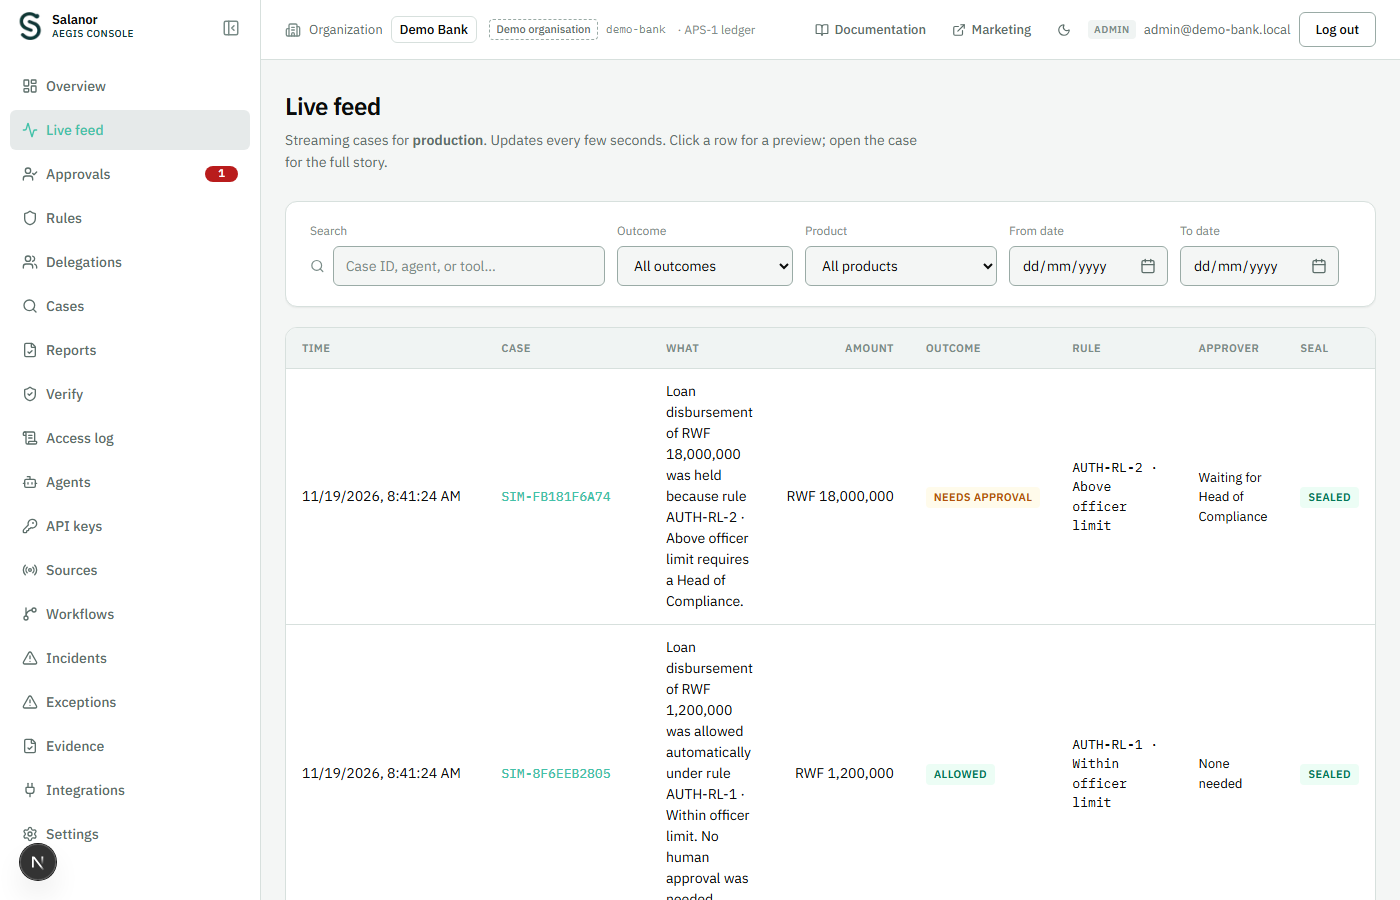 Salanor
AEGIS CONSOLE
Organization
Demo Bank
Demo organisation
demo-bank
· APS-1 ledger
Documentation
Marketing
ADMIN
admin@demo-bank.local
Log out
Overview
Live feed
Approvals
1
Rules
Delegations
Cases
Reports
Verify
Access log
Agents
API keys
Sources
Workflows
Incidents
Exceptions
Evidence
Integrations
Settings
N
Live feed
Streaming cases for production. Updates every few seconds. Click a row for a preview; open the case
for the full story.
Search
Case ID, agent, or tool...
Outcome
All outcomes
Product
All products
From date
dd/mm/yyyy
To date
dd/mm/yyyy
TIME CASE WHAT AMOUNT OUTCOME RULE APPROVER SEAL
11/19/2026, 8:41:24 AM
SIM-FB181F6A74
Loan
disbursement
of RWF
18,000,000
was held
because rule
AUTH-RL-2 ·
Above officer
limit requires
a Head of
Compliance.
RWF 18,000,000
NEEDS APPROVAL
AUTH-RL-2 ·
Above
officer
limit
Waiting for
Head of
Compliance
SEALED
11/19/2026, 8:41:24 AM
SIM-8F6EEB2805
Loan
disbursement
of RWF
1,200,000
was allowed
automatically
under rule
AUTH-RL-1 ·
Within officer
limit. No
human
approval was
needed
RWF 1,200,000
ALLOWED
AUTH-RL-1 ·
Within
officer
limit
None
needed
SEALED